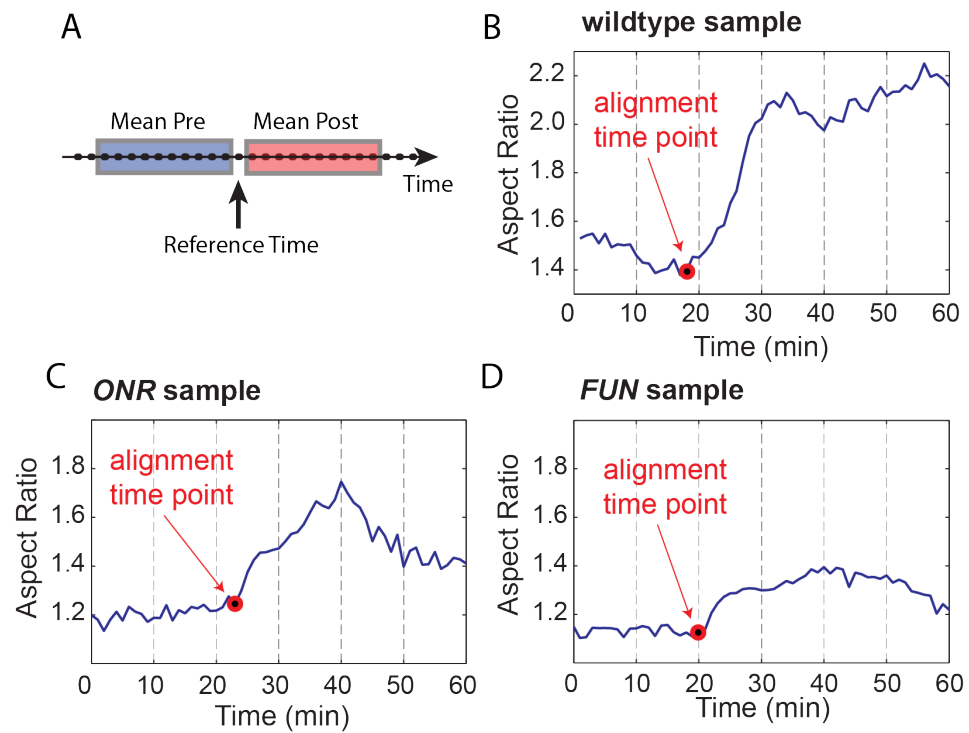 A
Mean Pre
Mean Post
Time
Reference Time
B
wildtype sample
Aspect Ratio
2.2
2.0
1.6
1.4
alignment
time point
0 10 20 30 40 50 60
Time (min)
C
ONR sample
Aspect Ratio
1.8
1.6
1.4
1.2
alignment
time point
0 10 20 30 40 50 60
Time (min)
D
FUN sample
Aspect Ratio
1.8
1.6
1.4
1.2
alignment
time point
0 10 20 30 40 50 60
Time (min)